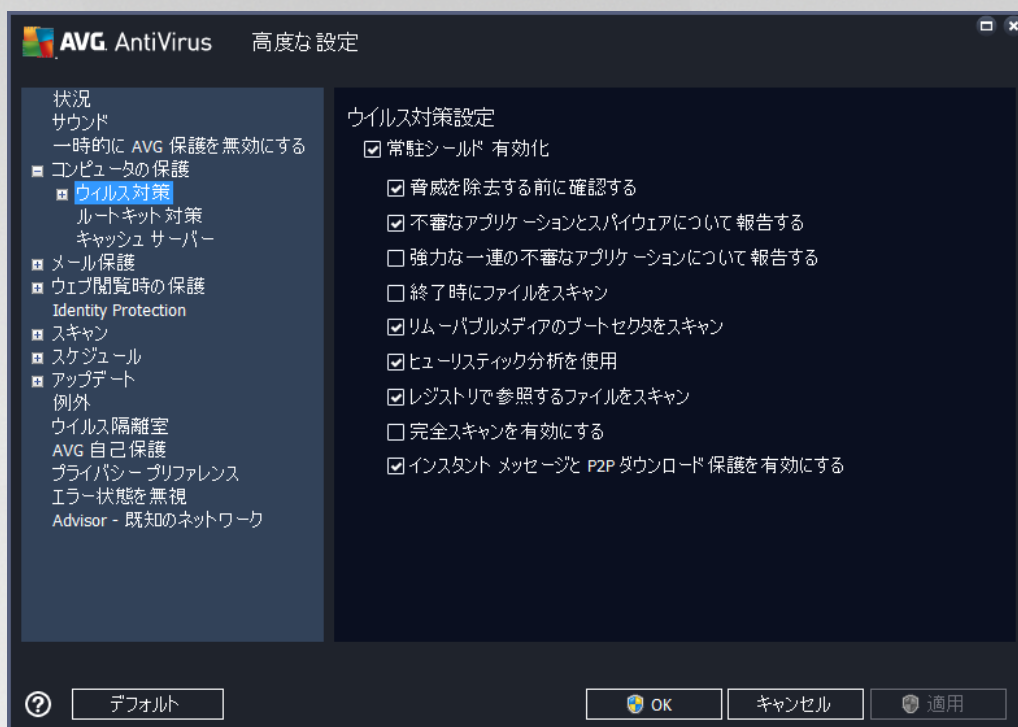 AVG AntiVirus 高度な設定
状況
サウンド
一時的に AVG 保護を無効にする
コンピュータの保護
ウィルス対策
ルートキット対策
キャッシュ サーバー
メール保護
ウェブ閲覧時の保護
Identity Protection
スキャン
スケジュール
アップデート
例外
ウイルス隔離室
AVG 自己保護
プライバシー プリファレンス
エラー状態を無視
Advisor - 既知のネットワーク
ウイルス対策設定
常駐シールド 有効化
脅威を除去する前に確認する
不審なアプリケーションとスパイウェアについて報告する
強力な一連の不審なアプリケーションについて報告する
終了時にファイルをスキャン
リムーバブルメディアのブートセクタをスキャン
ヒューリスティック分析を使用
レジストリで参照するファイルをスキャン
完全スキャンを有効にする
インスタント メッセージと P2P ダウンロード保護を有効にする
デフォルト
OK
キャンセル
適用